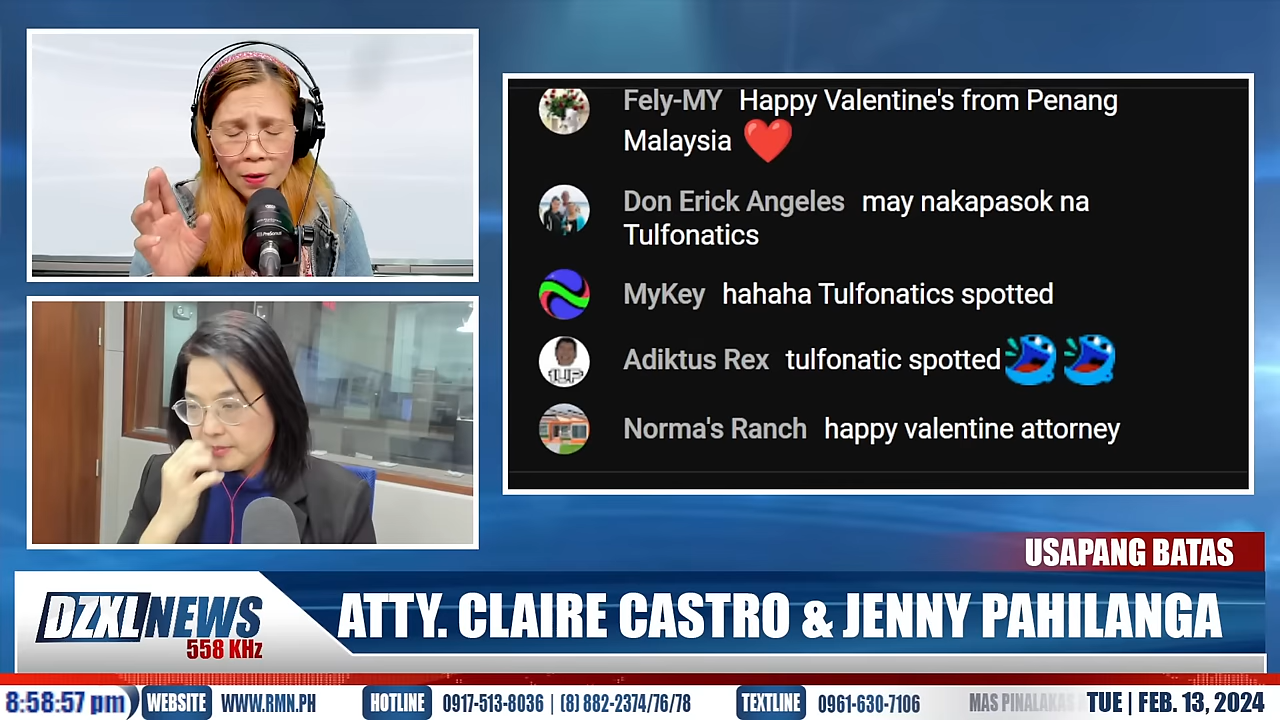 Fely-MY Happy Valentine's from Penang
Malaysia
Don Erick Angeles may nakapasok na
Tulfonatics
MyKey hahaha Tulfonatics spotted
Adiktus Rex tulfonatic spotted
1UP
Norma's Ranch happy valentine attorney
USAPANG BATAS
DZXL NEWS
558 KHz
ATTY. CLAIRE CASTRO & JENNY PAHILANGA
8:58:57 pm WEBSITE WWW.RMN.PH HOTLINE 0917-513-8036 | (8) 882-2374/76/78 TEXTLINE 0961-630-7106 MAS PINALAKAS TUE | FEB. 13, 2024